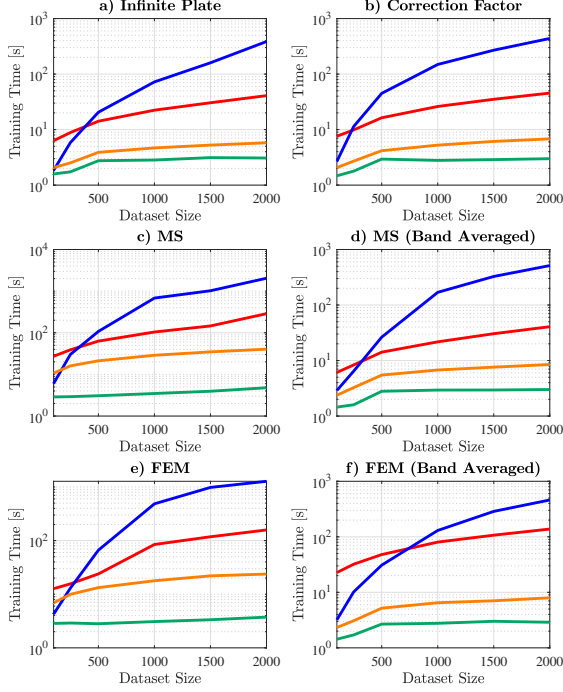 a) Infinite Plate
10^3
10^2
10^1
10^0
Training Time [s]
500
1000
1500
2000
Dataset Size
b) Correction Factor
10^3
10^2
10^1
10^0
Training Time [s]
500
1000
1500
2000
Dataset Size
c) MS
10^4
10^2
10^0
Training Time [s]
500
1000
1500
2000
Dataset Size
d) MS (Band Averaged)
10^3
10^2
10^1
10^0
Training Time [s]
500
1000
1500
2000
Dataset Size
e) FEM
10^2
10^0
Training Time [s]
500
1000
1500
2000
Dataset Size
f) FEM (Band Averaged)
10^3
10^2
10^1
10^0
Training Time [s]
500
1000
1500
2000
Dataset Size